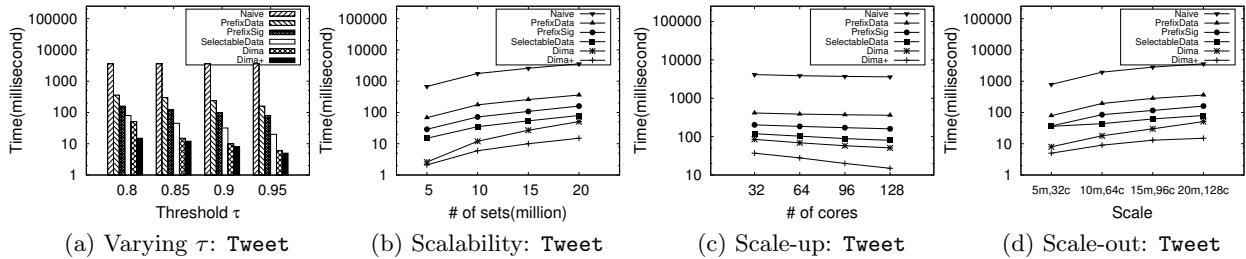 Time(millisecond)
100000
10000
1000
100
10
1
Naive
PrefixData
PrefixSig
SelectableData
Dima
Dima+
0.8 0.85 0.9 0.95
Threshold τ
(a) Varying τ: Tweet
Time(millisecond)
100000
10000
1000
100
10
1
Naive
PrefixData
PrefixSig
SelectableData
Dima
Dima+
5 10 15 20
# of sets(million)
(b) Scalability: Tweet
Time(millisecond)
100000
10000
1000
100
10
Naive
PrefixData
PrefixSig
SelectableData
Dima
Dima+
32 64 96 128
# of cores
(c) Scale-up: Tweet
Time(millisecond)
100000
10000
1000
100
10
1
Naive
PrefixData
PrefixSig
SelectableData
Dima
Dima+
5m,32c 10m,64c 15m,96c 20m,128c
Scale
(d) Scale-out: Tweet